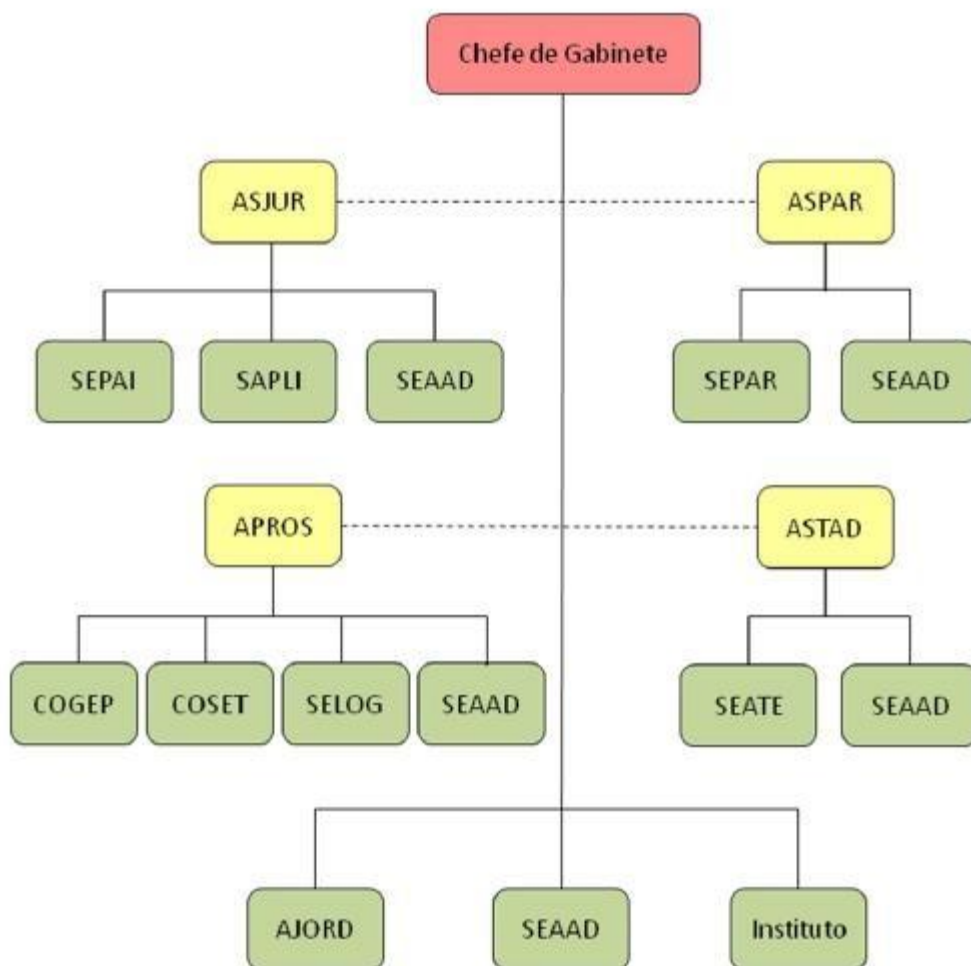 Chefe de Gabinete
ASJUR
ASPAR
SEPAI
SAPLI
SEAAD
SEPAR
SEAAD
APROS
ASTAD
COGEP
COSET
SELOG
SEAAD
SEATE
SEAAD
AJORD
SEAAD
Instituto